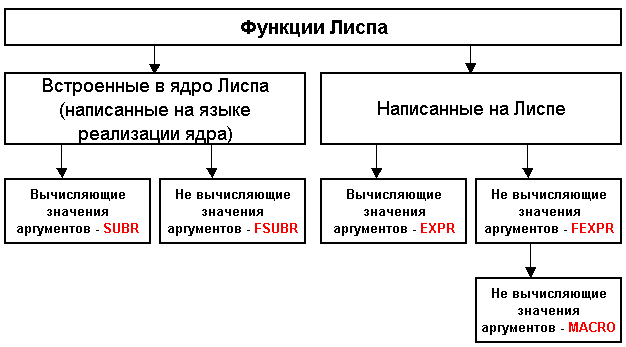 Функции Лиспа
Встроенные в ядро Лиспа
(написанные на языке
реализации ядра)
Написанные на Лиспе
Вычисляющие
значения
аргументов - SUBR
Не вычисляющие
значения
аргументов - FSUBR
Вычисляющие
значения
аргументов - EXPR
Не вычисляющие
значения
аргументов - FEXPR
Не вычисляющие
значения
аргументов - MACRO